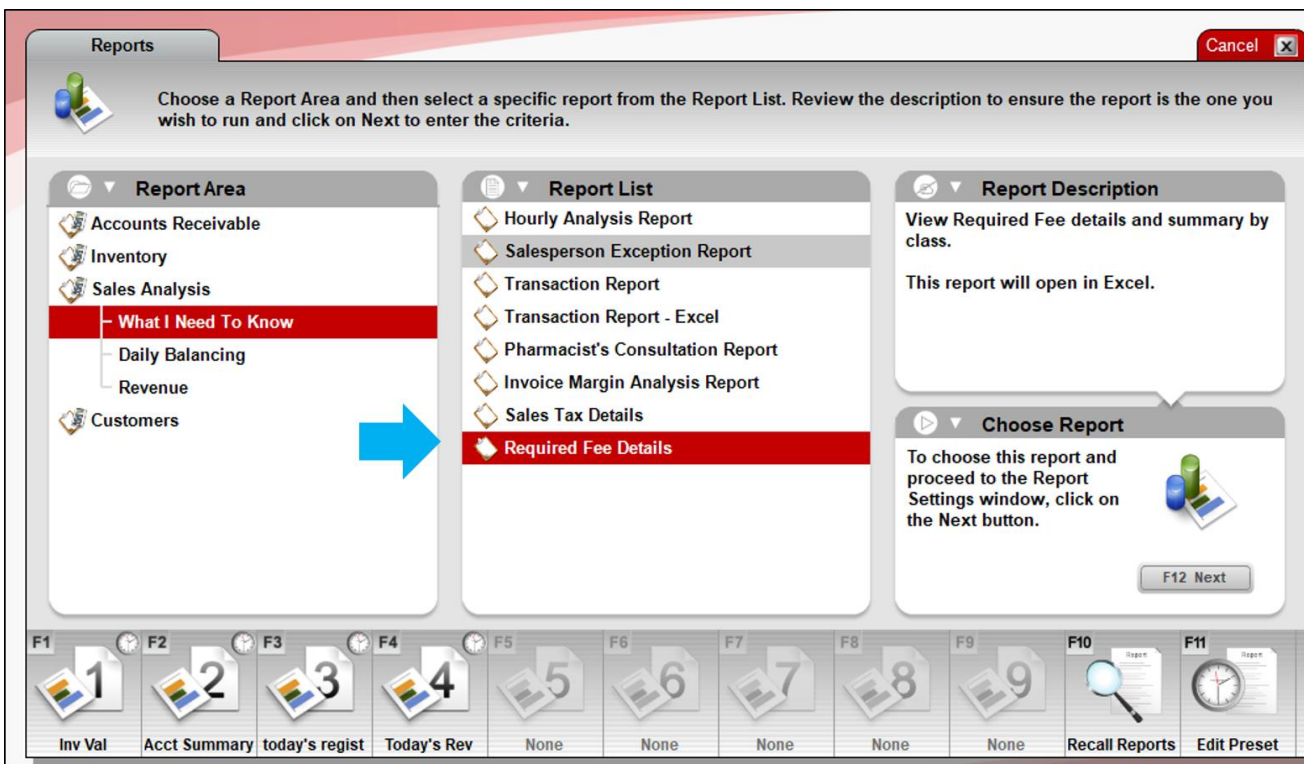 Reports
Cancel X
Choose a Report Area and then select a specific report from the Report List. Review the description to ensure the report is the one you
wish to run and click on Next to enter the criteria.
Report Area
Accounts Receivable
Inventory
Sales Analysis
What I Need To Know
Daily Balancing
Revenue
Customers
Report List
Hourly Analysis Report
Salesperson Exception Report
Transaction Report
Transaction Report - Excel
Pharmacist's Consultation Report
Invoice Margin Analysis Report
Sales Tax Details
Required Fee Details
Report Description
View Required Fee details and summary by
class.
This report will open in Excel.
Choose Report
To choose this report and
proceed to the Report
Settings window, click on
the Next button.
F12 Next
F1 F2 F3 F4 F5 F6 F7 F8 F9 F10 F11
1 2 3 4 5 6 7 8 9 Report Report
Inv Val Acct Summary today's regist Today's Rev None None None None None Recall Reports Edit Preset